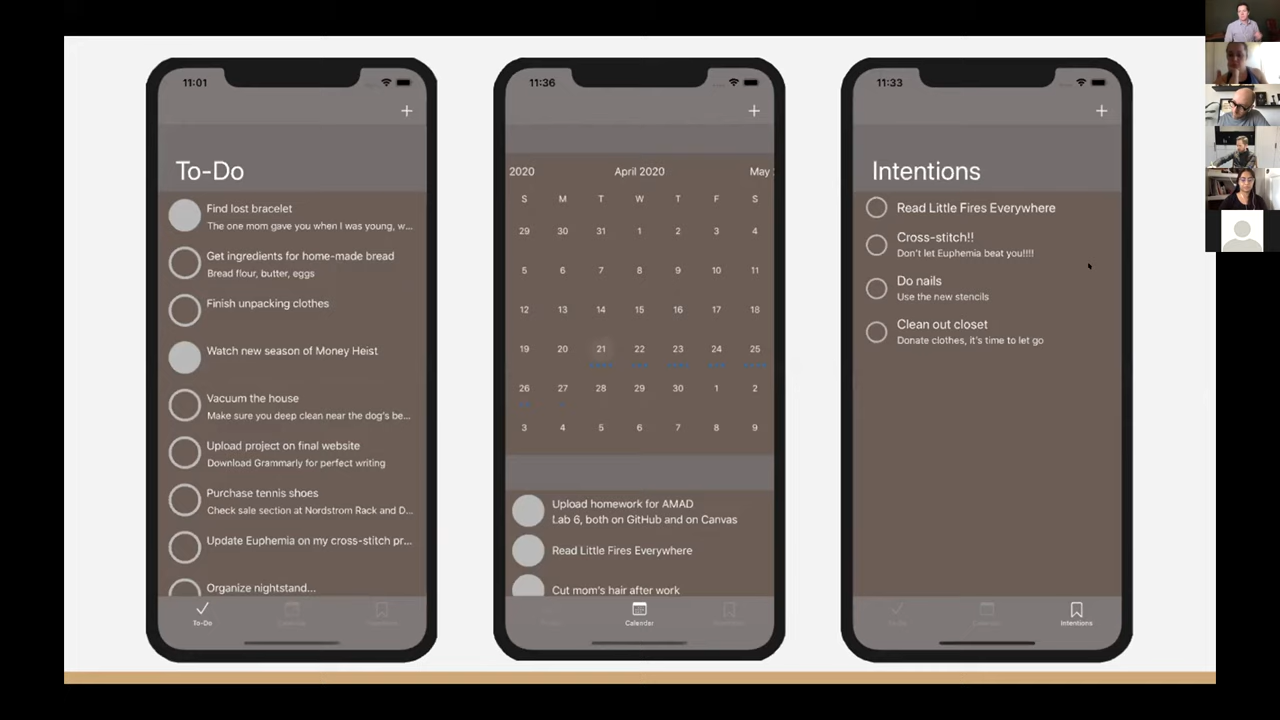 11:01
To-Do
Find lost bracelet
The one mom gave you when I was young, w...
Get ingredients for home-made bread
Bread flour, butter, eggs
Finish unpacking clothes
Watch new season of Money Heist
Vacuum the house
Make sure you deep clean near the dog's be...
Upload project on final website
Download Grammarly for perfect writing
Purchase tennis shoes
Check sale section at Nordstrom Rack and D...
Update Euphemia on my cross-stitch pr...
Organize nightstand...
To-Do
Calendar
Intentions
11:36
2020 April 2020 May
S M T W T F S
29 30 31 1 2 3 4
5 6 7 8 9 10 11
12 13 14 15 16 17 18
19 20 21 22 23 24 25
26 27 28 29 30 1 2
3 4 5 6 7 8 9
Upload homework for AMAD
Lab 6, both on GitHub and on Canvas
Read Little Fires Everywhere
Cut mom's hair after work
To-Do
Calendar
Intentions
11:33
Intentions
Read Little Fires Everywhere
Cross-stitch!!
Don't let Euphemia beat you!!!!
Do nails
Use the new stencils
Clean out closet
Donate clothes, it's time to let go
To-Do
Calendar
Intentions